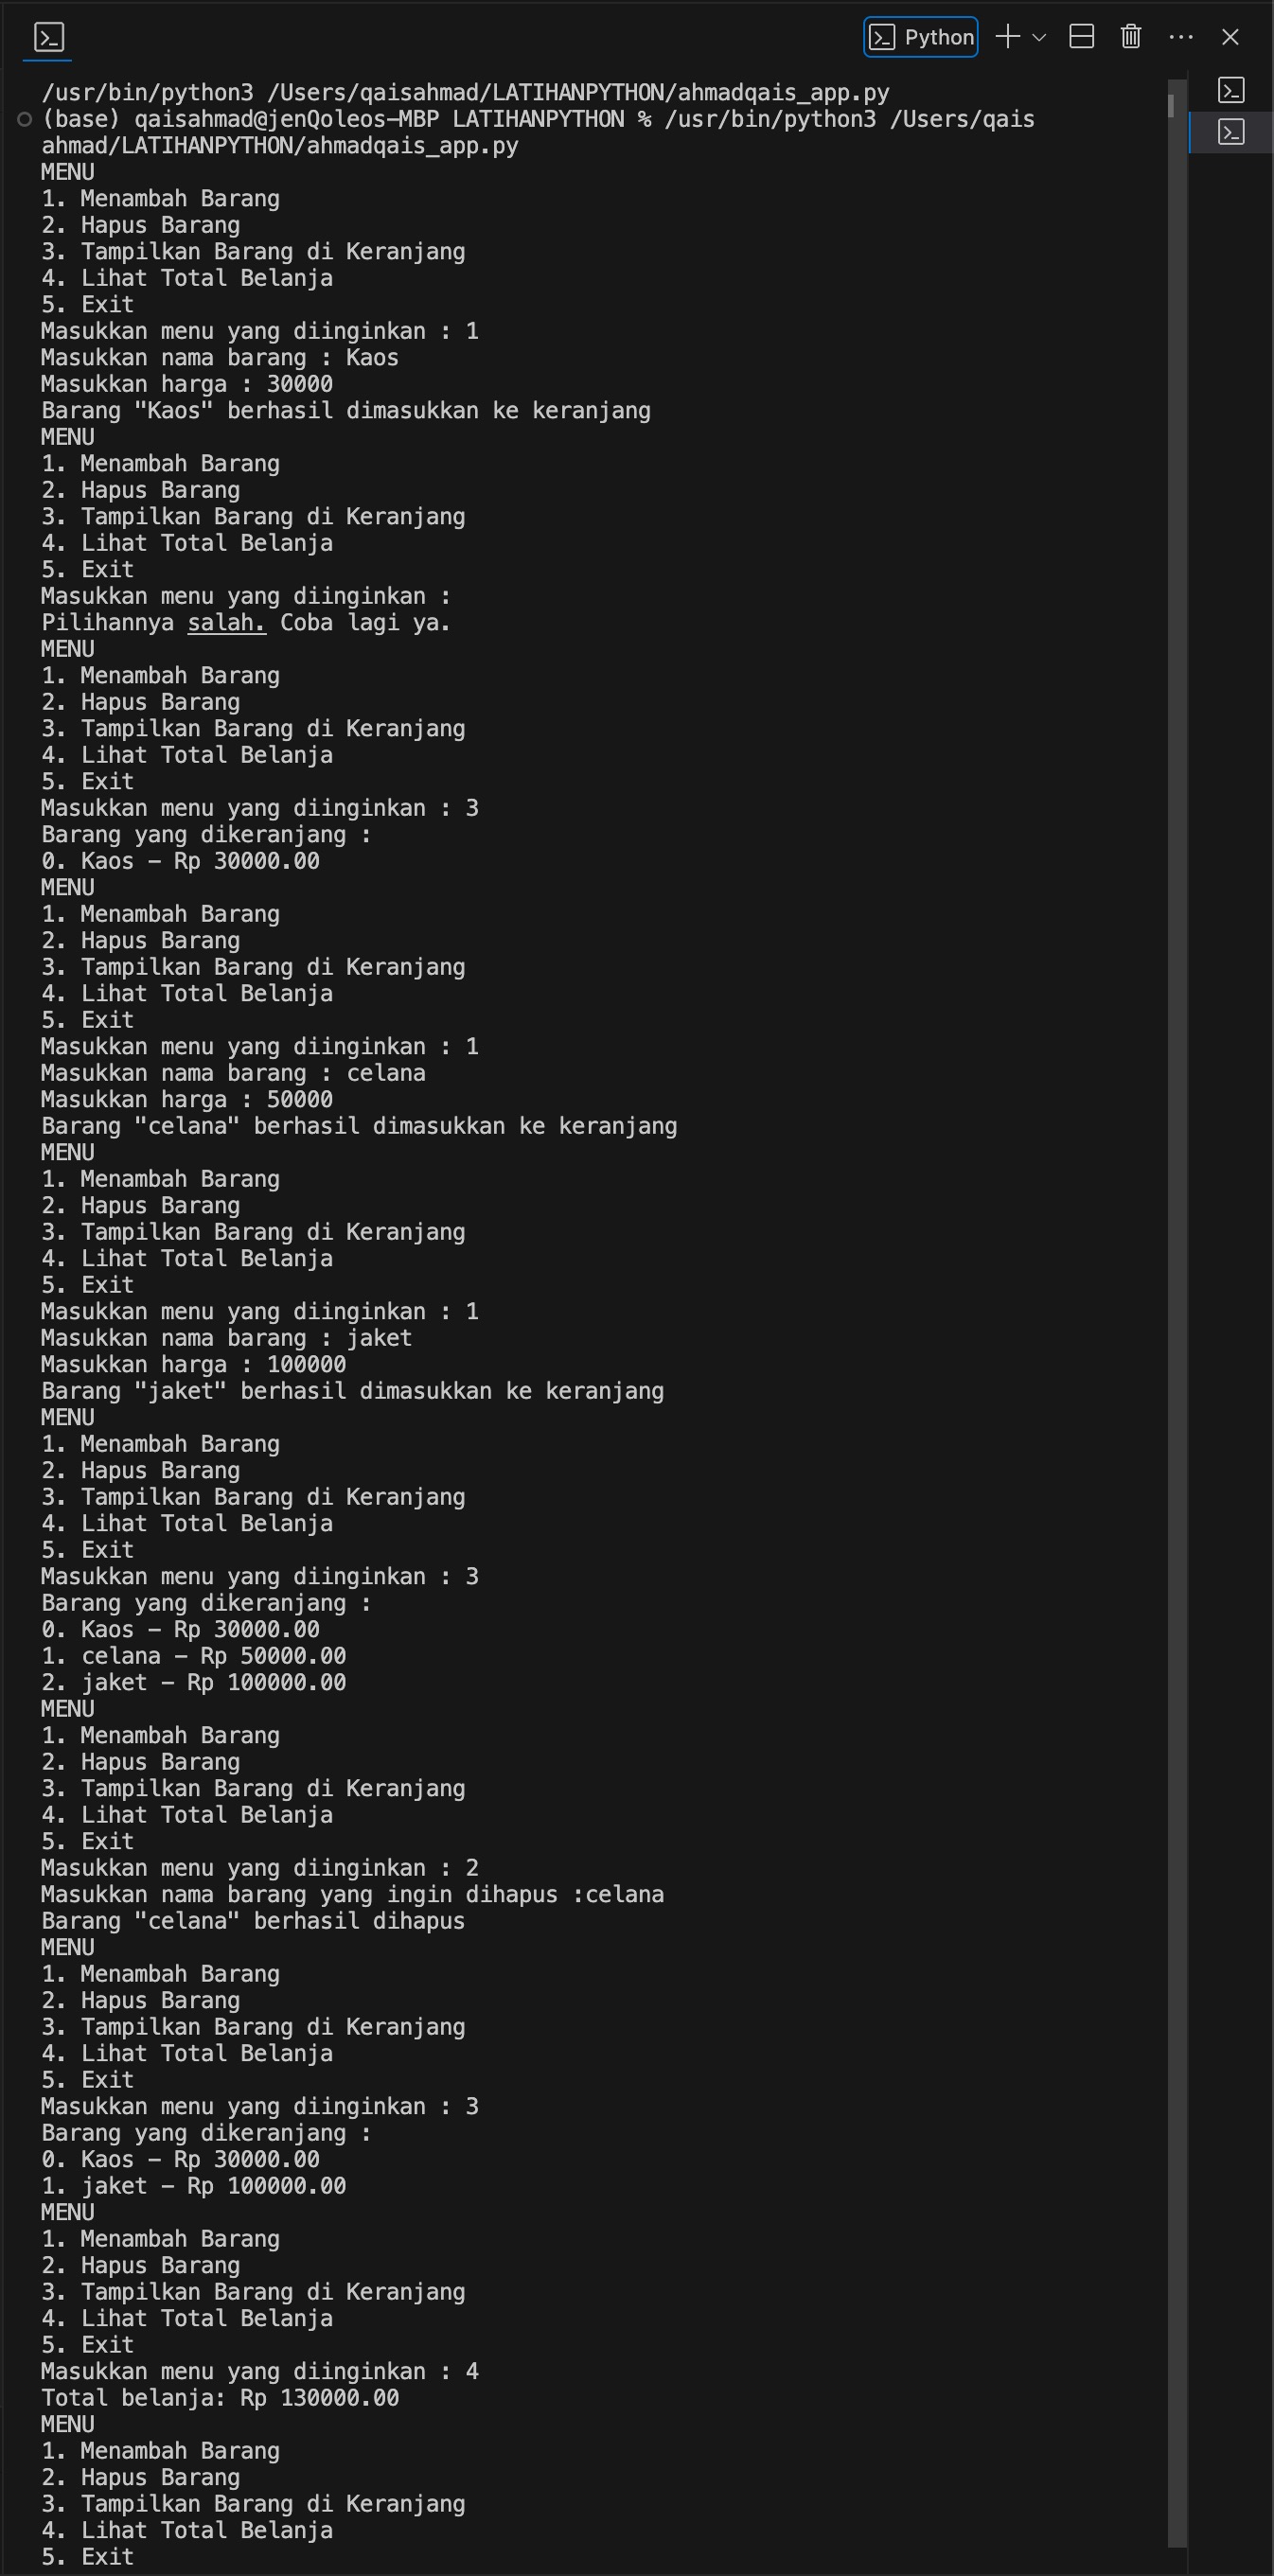 Python
/usr/bin/python3 /Users/qaisahmad/LATIHANPYTHON/ahmadqais_app.py
(base) qaisahmad@jenQoleos-MBP LATIHANPYTHON % /usr/bin/python3 /Users/qais
ahmad/LATIHANPYTHON/ahmadqais_app.py
MENU
1. Menambah Barang
2. Hapus Barang
3. Tampilkan Barang di Keranjang
4. Lihat Total Belanja
5. Exit
Masukkan menu yang diinginkan : 1
Masukkan nama barang : Kaos
Masukkan harga : 30000
Barang "Kaos" berhasil dimasukkan ke keranjang
MENU
1. Menambah Barang
2. Hapus Barang
3. Tampilkan Barang di Keranjang
4. Lihat Total Belanja
5. Exit
Masukkan menu yang diinginkan :
Pilihannya salah. Coba lagi ya.
MENU
1. Menambah Barang
2. Hapus Barang
3. Tampilkan Barang di Keranjang
4. Lihat Total Belanja
5. Exit
Masukkan menu yang diinginkan : 3
Barang yang dikeranjang :
0. Kaos - Rp 30000.00
MENU
1. Menambah Barang
2. Hapus Barang
3. Tampilkan Barang di Keranjang
4. Lihat Total Belanja
5. Exit
Masukkan menu yang diinginkan : 1
Masukkan nama barang : celana
Masukkan harga : 50000
Barang "celana" berhasil dimasukkan ke keranjang
MENU
1. Menambah Barang
2. Hapus Barang
3. Tampilkan Barang di Keranjang
4. Lihat Total Belanja
5. Exit
Masukkan menu yang diinginkan : 1
Masukkan nama barang : jaket
Masukkan harga : 100000
Barang "jaket" berhasil dimasukkan ke keranjang
MENU
1. Menambah Barang
2. Hapus Barang
3. Tampilkan Barang di Keranjang
4. Lihat Total Belanja
5. Exit
Masukkan menu yang diinginkan : 3
Barang yang dikeranjang :
0. Kaos - Rp 30000.00
1. celana - Rp 50000.00
2. jaket - Rp 100000.00
MENU
1. Menambah Barang
2. Hapus Barang
3. Tampilkan Barang di Keranjang
4. Lihat Total Belanja
5. Exit
Masukkan menu yang diinginkan : 2
Masukkan nama barang yang ingin dihapus :celana
Barang "celana" berhasil dihapus
MENU
1. Menambah Barang
2. Hapus Barang
3. Tampilkan Barang di Keranjang
4. Lihat Total Belanja
5. Exit
Masukkan menu yang diinginkan : 3
Barang yang dikeranjang :
0. Kaos - Rp 30000.00
1. jaket - Rp 100000.00
MENU
1. Menambah Barang
2. Hapus Barang
3. Tampilkan Barang di Keranjang
4. Lihat Total Belanja
5. Exit
Masukkan menu yang diinginkan : 4
Total belanja: Rp 130000.00
MENU
1. Menambah Barang
2. Hapus Barang
3. Tampilkan Barang di Keranjang
4. Lihat Total Belanja
5. Exit